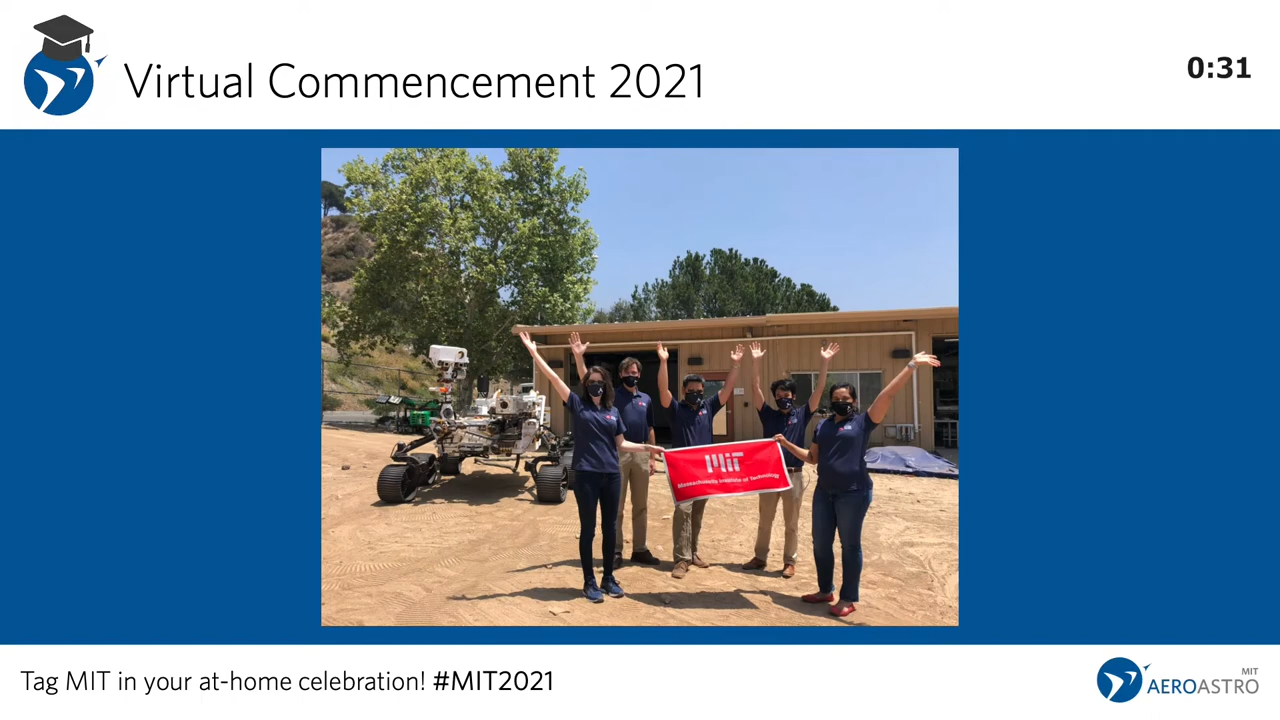 Virtual Commencement 2021
0:31
MIT
Massachusetts Institute of Technology
Tag MIT in your at-home celebration! #MIT2021
MIT
AEROASTRO